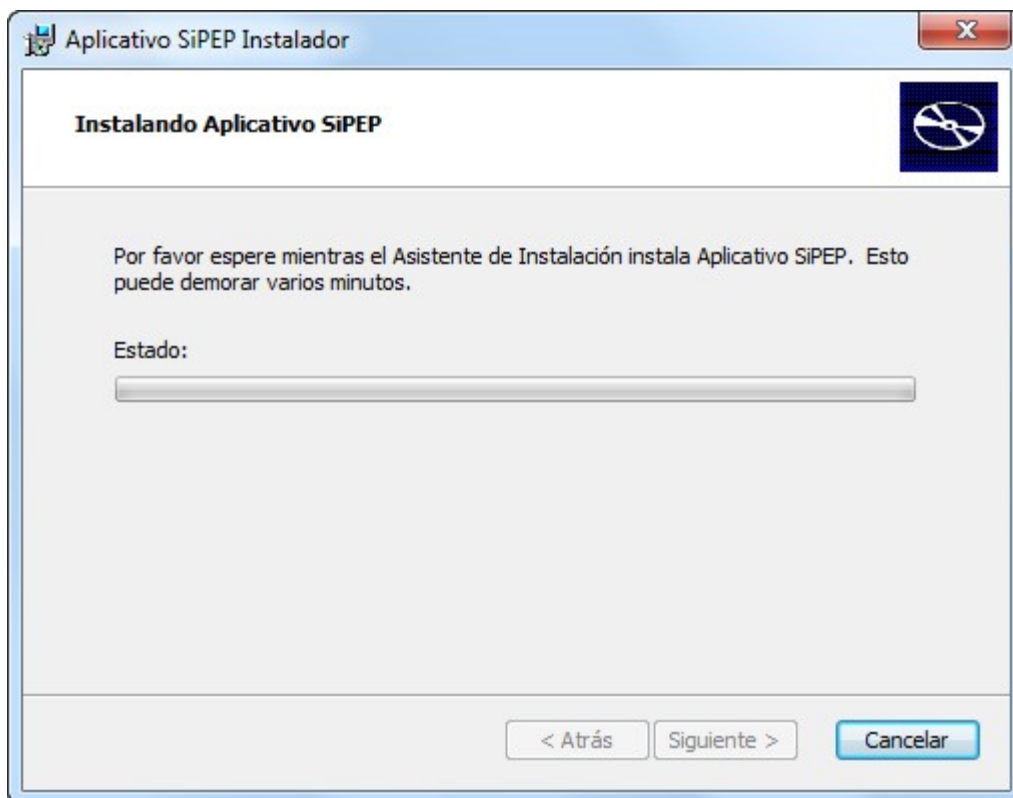 Aplicativo SiPEP Instalador
Instalando Aplicativo SiPEP
Por favor espere mientras el Asistente de Instalación instala Aplicativo SiPEP.  Esto
puede demorar varios minutos.
Estado:
< Atrás
Siguiente >
Cancelar